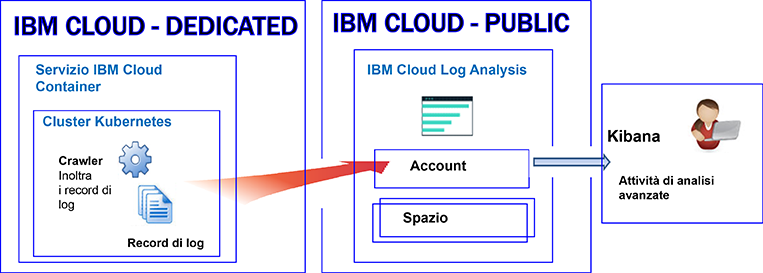 IBM CLOUD - DEDICATED
Servizio IBM Cloud
Container
Cluster Kubernetes
Crawler
Inoltra
i record di
log
Record di log
IBM CLOUD - PUBLIC
IBM Cloud Log Analysis
Account
Spazio
Kibana
Attività di analisi
avanzate